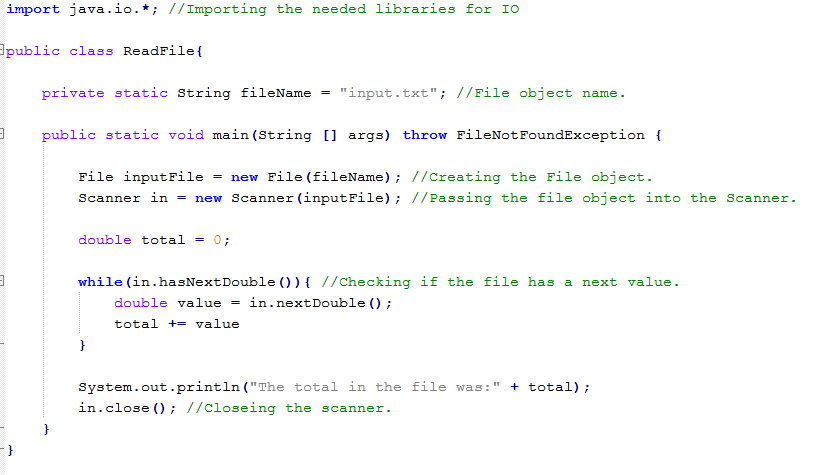 import java.io.*; //Importing the needed libraries for IO
public class ReadFile{
private static String fileName = "input.txt"; //File object name.
public static void main(String [] args) throw FileNotFoundException {
File inputFile = new File(fileName); //Creating the File object.
Scanner in = new Scanner(inputFile); //Passing the file object into the Scanner.
double total = 0;
while(in.hasNextDouble()){ //Checking if the file has a next value.
double value = in.nextDouble();
total += value
}
System.out.println("The total in the file was:" + total);
in.close(); //Closeing the scanner.
}
}